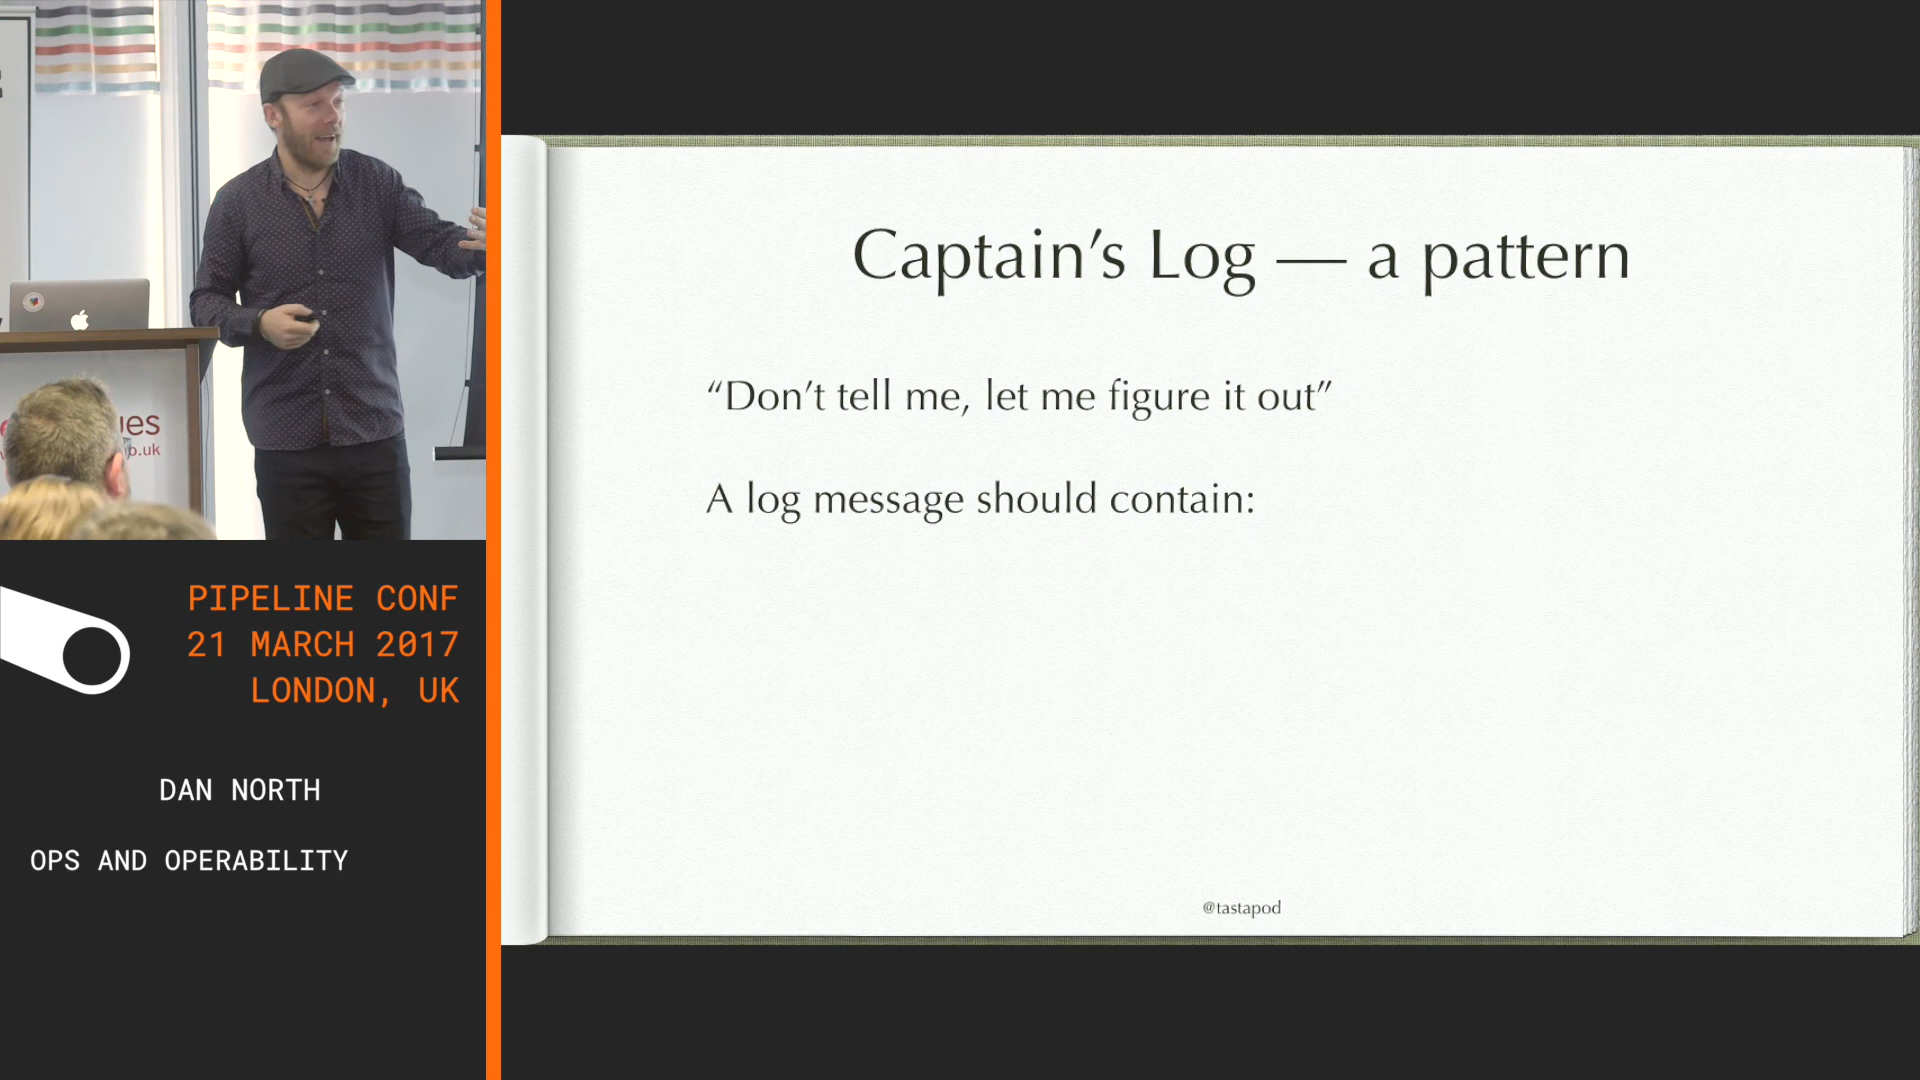 Captain’s Log — a pattern
“Don’t tell me, let me figure it out”
A log message should contain:
@tastapod
PIPELINE CONF
21 MARCH 2017
LONDON, UK
DAN NORTH
OPS AND OPERABILITY